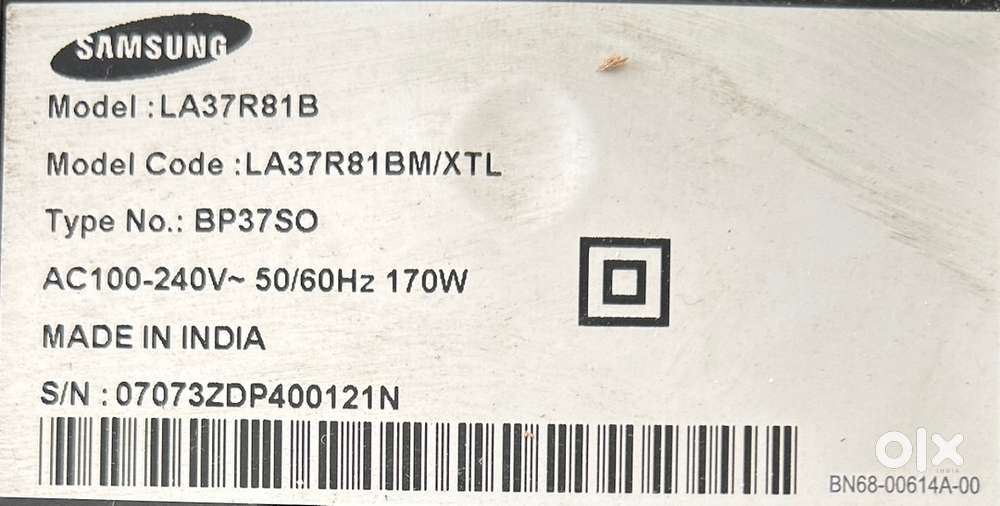 SAMSUNG
Model :LA37R81B
Model Code :LA37R81BM/XTL
Type No.: BP37SO
AC100-240V~ 50/60Hz 170W
MADE IN INDIA
S/N : 07073ZDP400121N
olx
INDIA
BN68-00614A-00